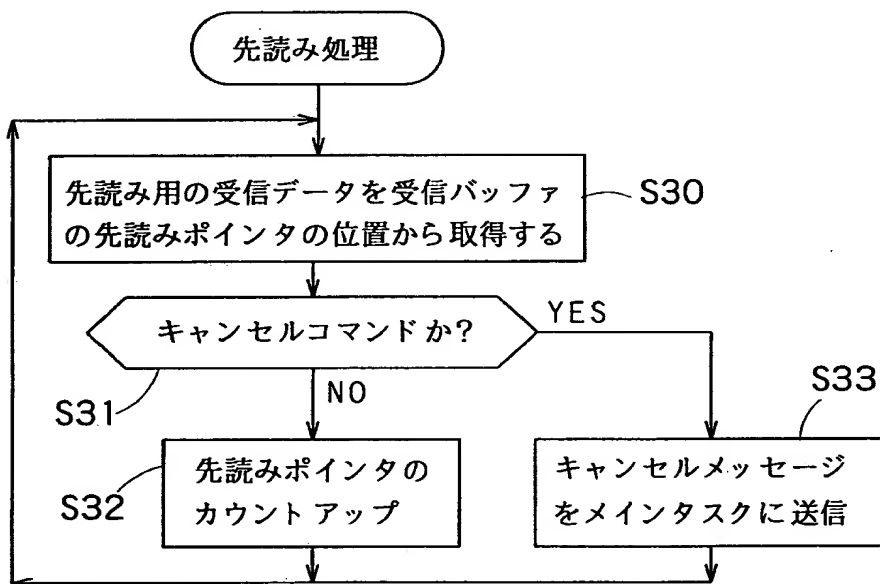 先読み処理
先読み用の受信データを受信バッファ
の先読みポインタの位置から取得する
S30
キャンセルコマンドか?
YES
S31
NO
S33
先読みポインタの
カウントアップ
S32
キャンセルメッセージ
をメインタスクに送信